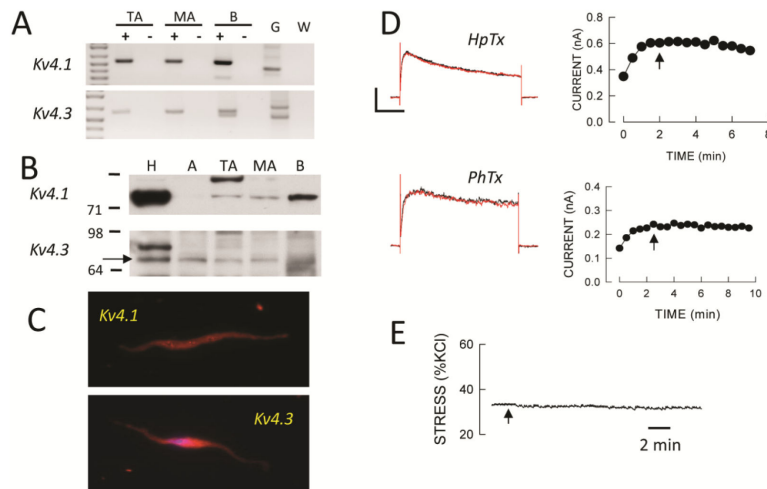 A
TA MA B G W
+ - + - + -
Kv4.1
Kv4.3
B
H A TA MA B
Kv4.1
71
98
Kv4.3
64
C
Kv4.1
Kv4.3
D
HpTx
CURRENT (nA)
0.8
0.6
0.4
0.2
0.0
0 2 4 6 8
TIME (min)
PhTx
CURRENT (nA)
0.4
0.3
0.2
0.1
0.0
0 2 4 6 8 10
TIME (min)
E
STRESS (%KCl)
60
40
20
2 min